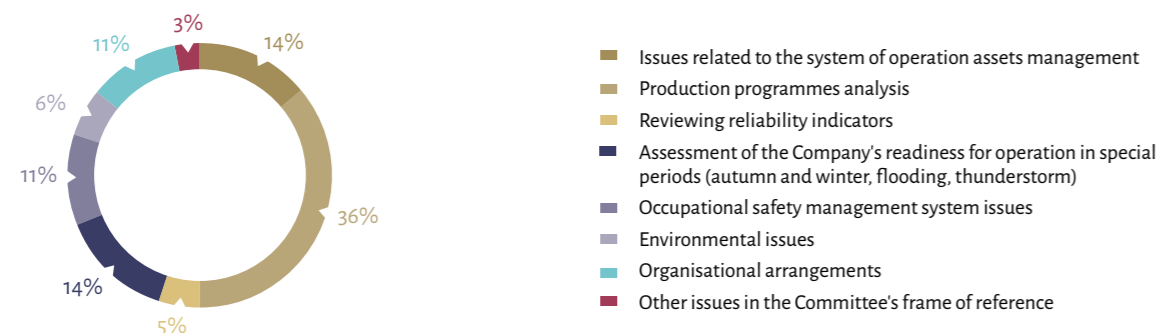 3%
14%
11%
6%
11%
36%
14%
5%
Issues related to the system of operation assets management
Production programmes analysis
Reviewing reliability indicators
Assessment of the Company's readiness for operation in special
periods (autumn and winter, flooding, thunderstorm)
Occupational safety management system issues
Environmental issues
Organisational arrangements
Other issues in the Committee's frame of reference